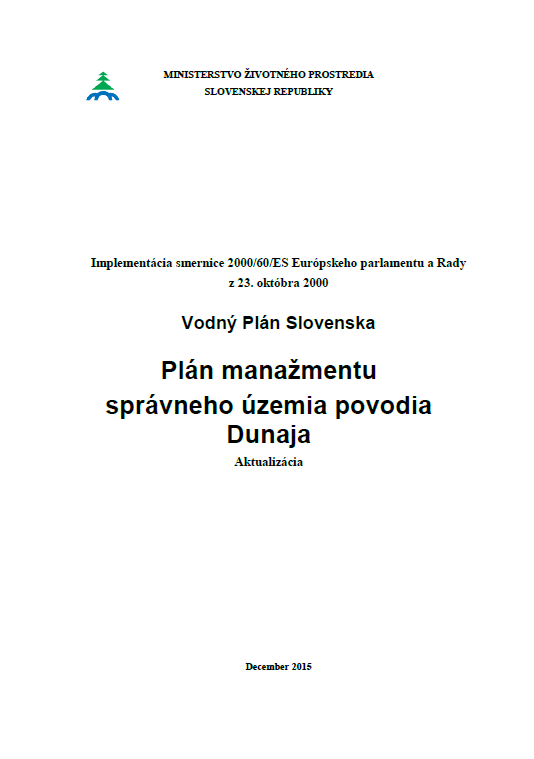 MINISTERSTVO ŽIVOTNÉHO PROSTREDIA
SLOVENSKEJ REPUBLIKY
Implementácia smernice 2000/60/ES Európskeho parlamentu a Rady
z 23. októbra 2000
Vodný Plán Slovenska
Plán manažmentu
správneho územia povodia
Dunaja
Aktualizácia
December 2015